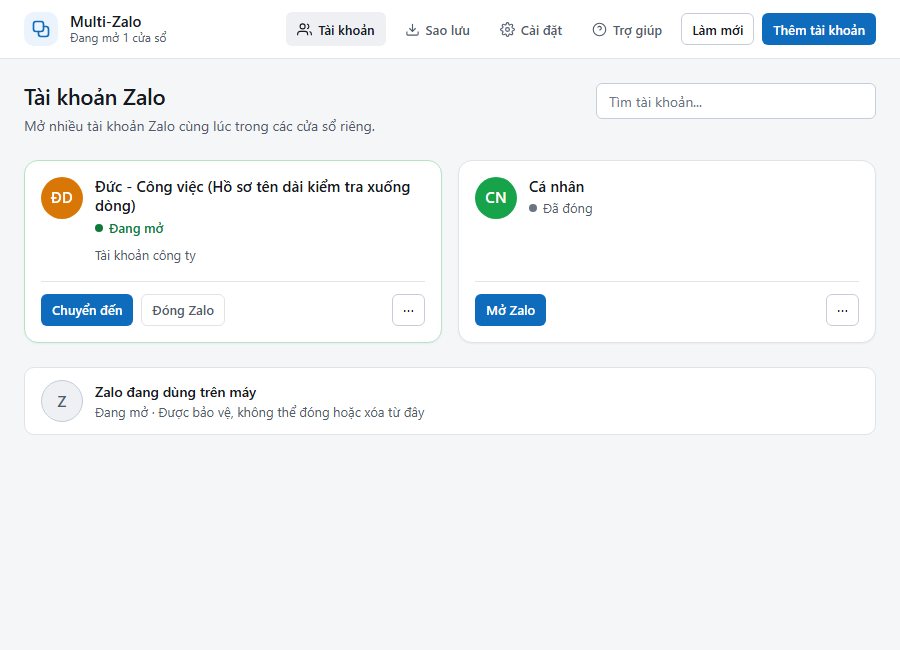 Multi-Zalo
Đang mở 1 cửa sổ
Tài khoản
Sao lưu
Cài đặt
Trợ giúp
Làm mới
Thêm tài khoản
Tài khoản Zalo
Mở nhiều tài khoản Zalo cùng lúc trong các cửa sổ riêng.
Tìm tài khoản...
ĐD
Đức - Công việc (Hồ sơ tên dài kiểm tra xuống
dòng)
Đang mở
Tài khoản công ty
Chuyển đến
Đóng Zalo
...
CN
Cá nhân
Đã đóng
Mở Zalo
...
Z
Zalo đang dùng trên máy
Đang mở · Được bảo vệ, không thể đóng hoặc xóa từ đây